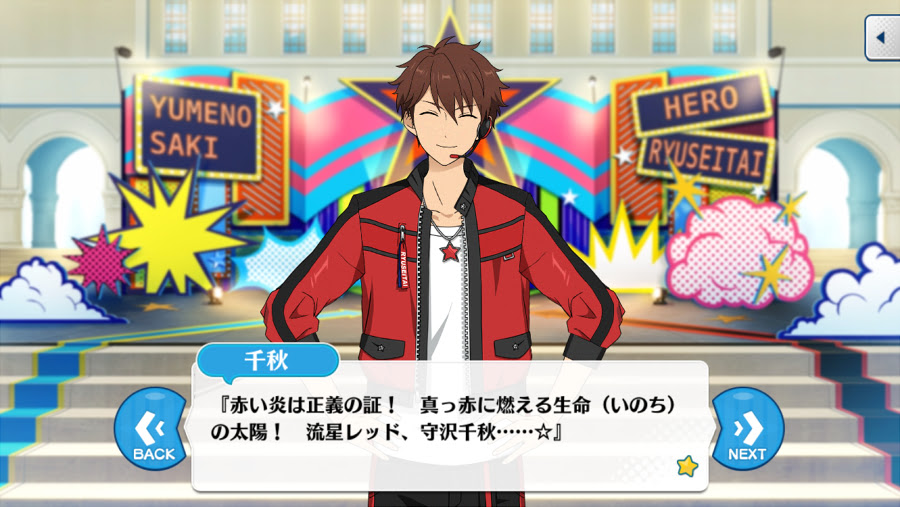 YUMENO
SAKI
HERO
RYUSEITAI
RYUSEITAI
千秋
『赤い炎は正義の証！　真っ赤に燃える生命（いのち）
の太陽！　流星レッド、守沢千秋……☆』
BACK
NEXT